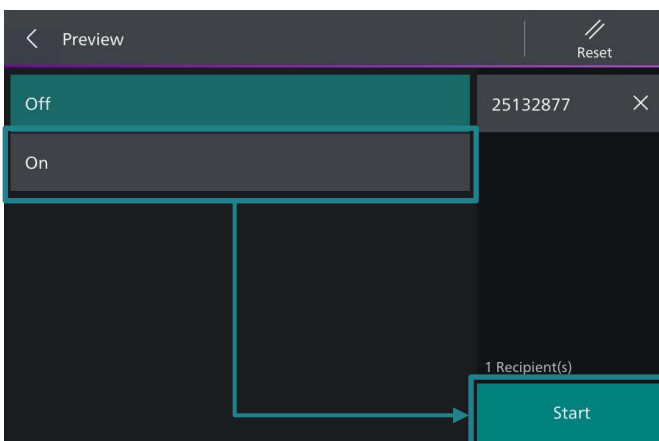 Preview
Reset
Off
25132877
On
1 Recipient(s)
Start